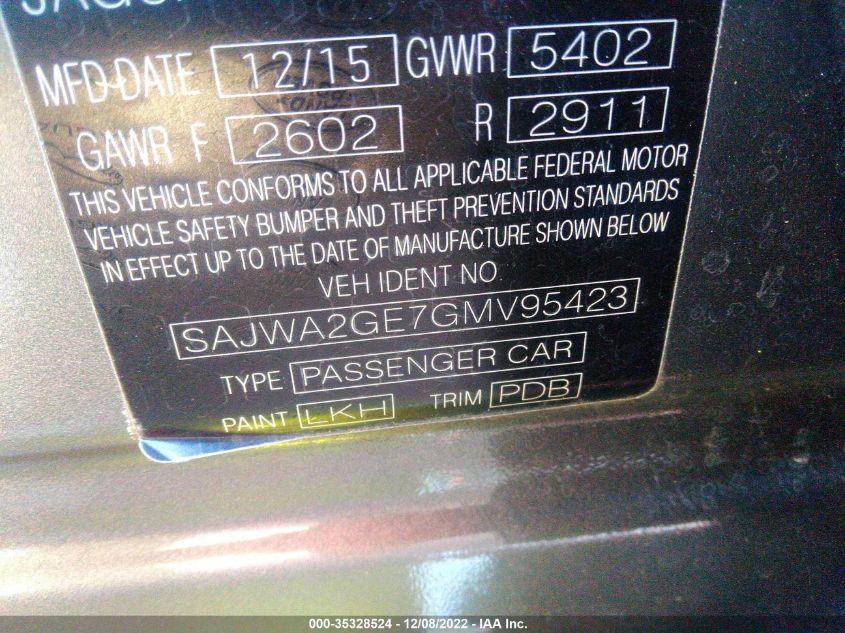 MFD-DATE 12/15 GVWR 5402
GAWR F 2602 R 2911
THIS VEHICLE CONFORMS TO ALL APPLICABLE FEDERAL MOTOR
VEHICLE SAFETY BUMPER AND THEFT PREVENTION STANDARDS
IN EFFECT UP TO THE DATE OF MANUFACTURE SHOWN BELOW
VEH IDENT NO
SAJWA2GE7GMV95423
TYPE PASSENGER CAR
PAINT LKH TRIM PDB
000-35328524 - 12/08/2022 - IAA Inc.